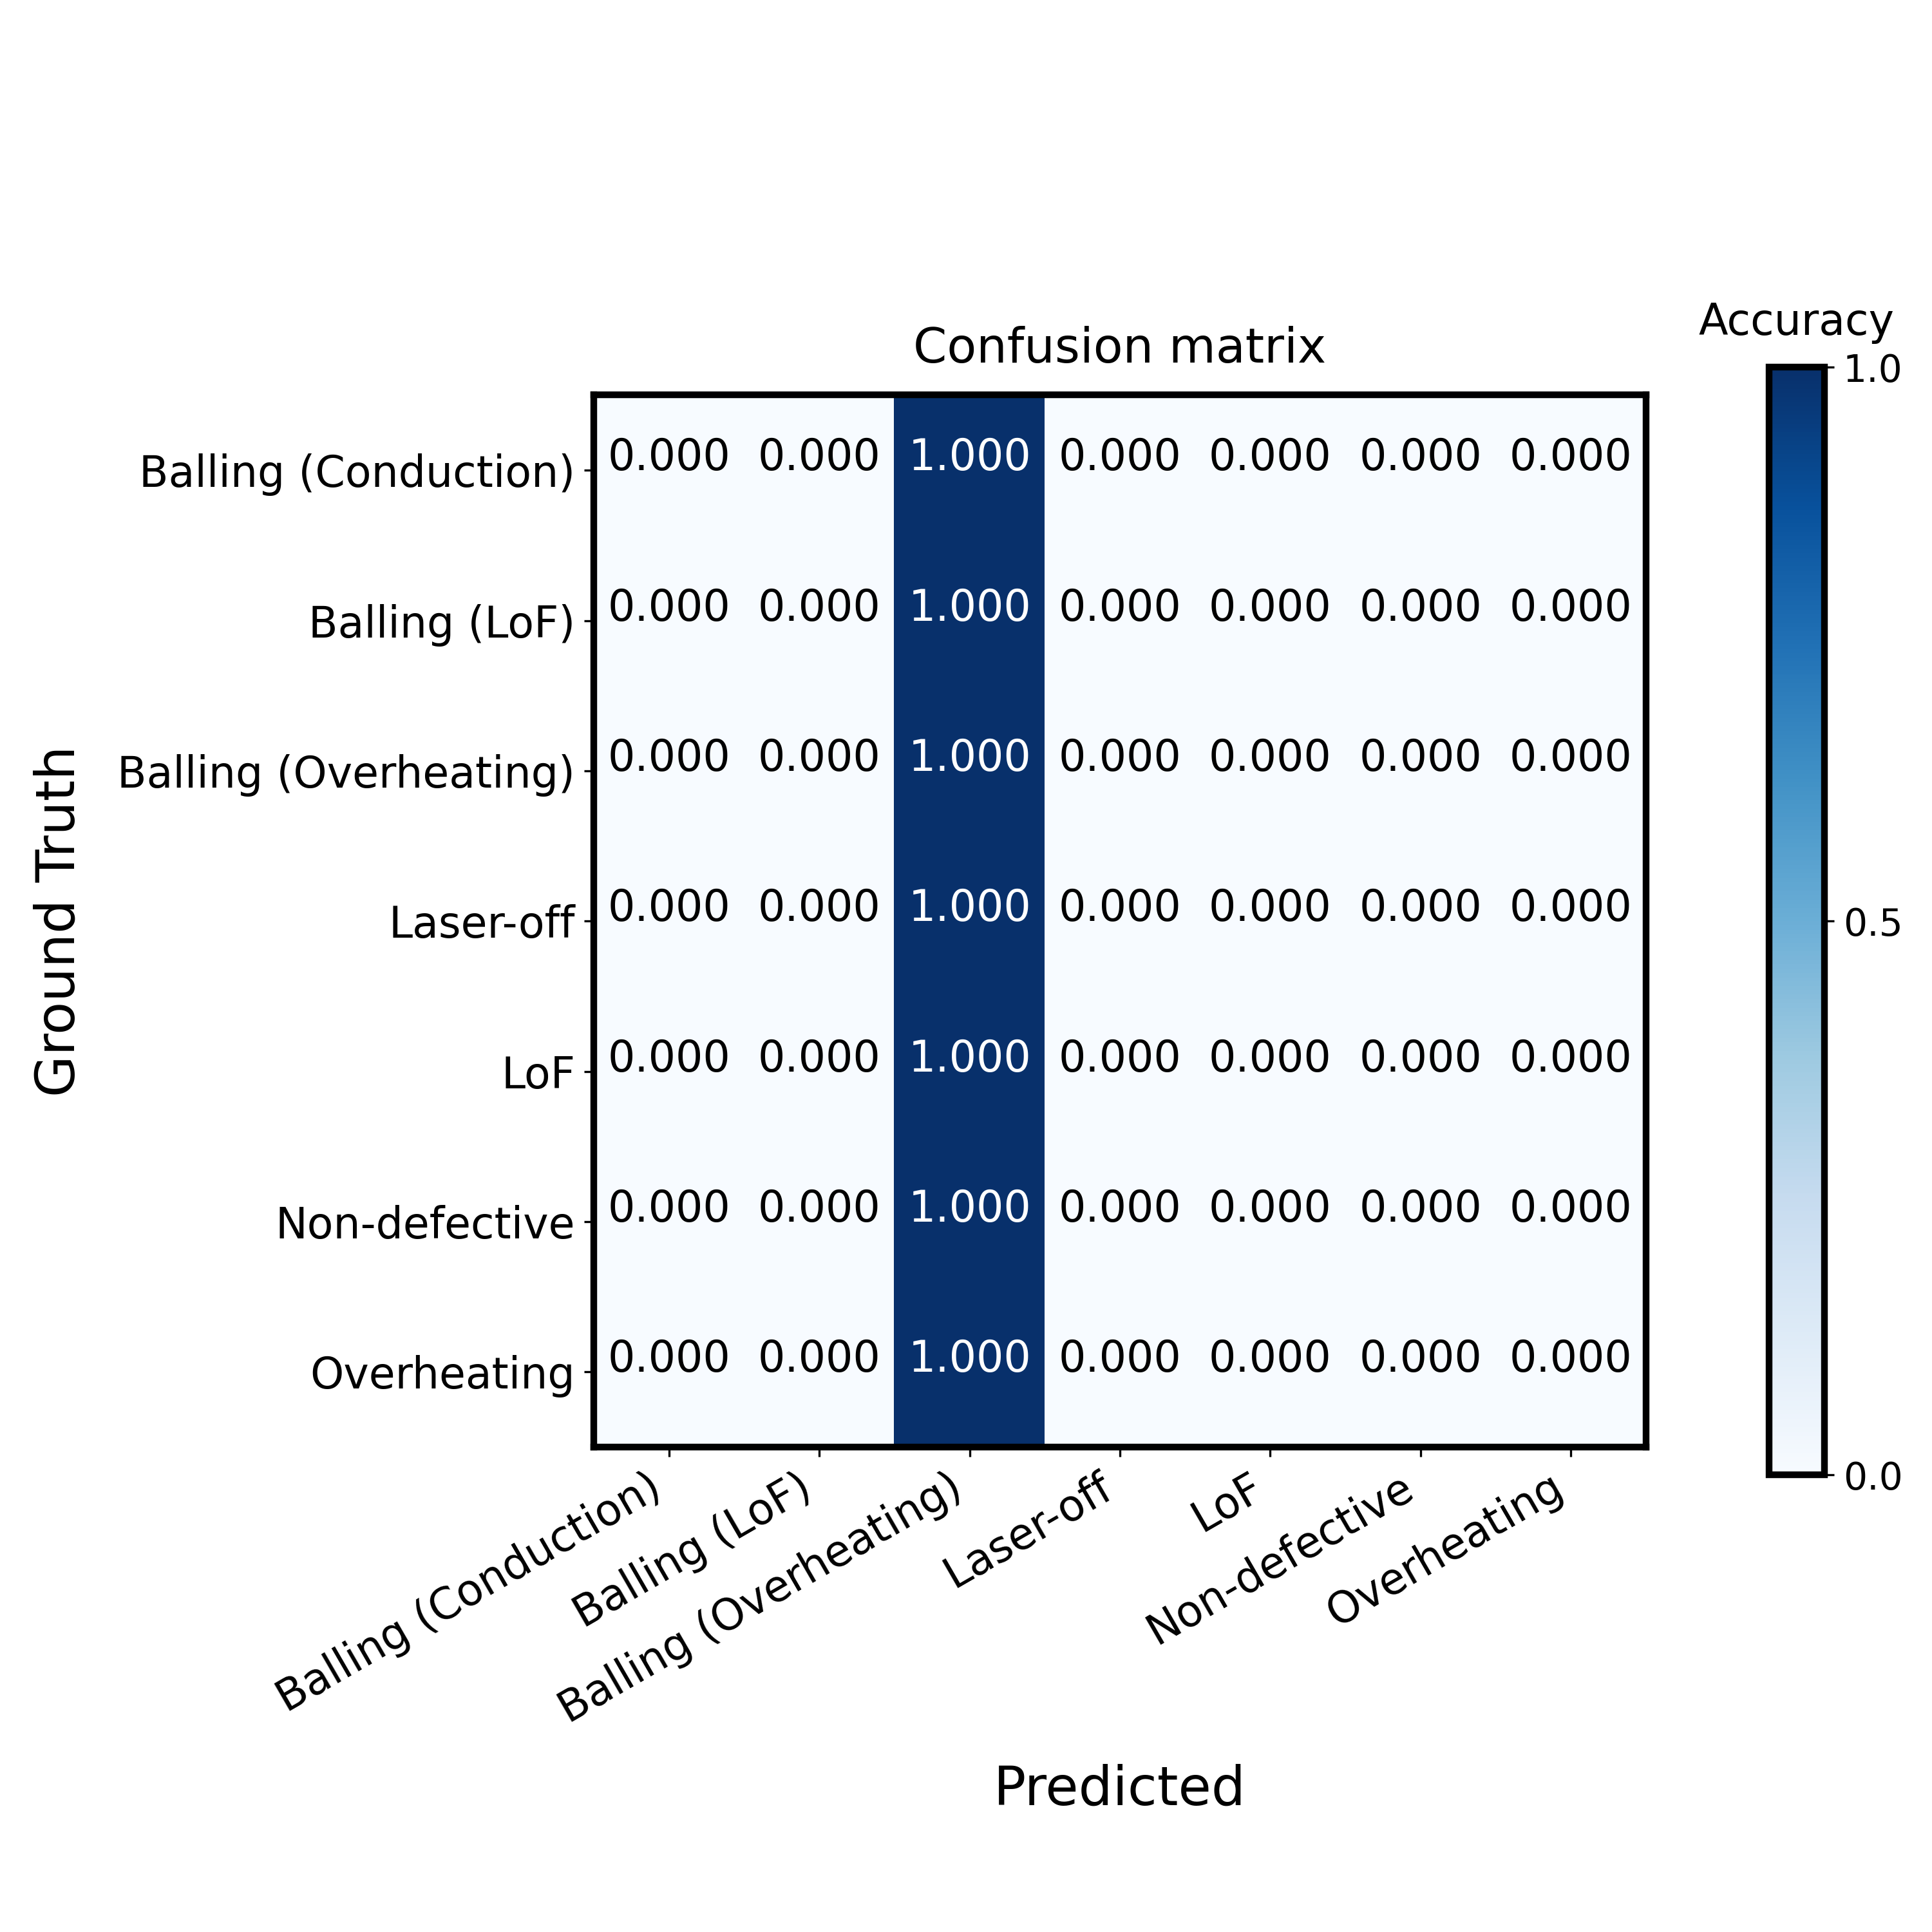 Accuracy
Confusion matrix
1.0
0.5
0.0
Ground Truth
Balling (Conduction) 0.000 0.000 1.000 0.000 0.000 0.000 0.000
Balling (LoF) 0.000 0.000 1.000 0.000 0.000 0.000 0.000
Balling (Overheating) 0.000 0.000 1.000 0.000 0.000 0.000 0.000
Laser-off 0.000 0.000 1.000 0.000 0.000 0.000 0.000
LoF 0.000 0.000 1.000 0.000 0.000 0.000 0.000
Non-defective 0.000 0.000 1.000 0.000 0.000 0.000 0.000
Overheating 0.000 0.000 1.000 0.000 0.000 0.000 0.000
Balling (Conduction)
Balling (LoF)
Balling (Overheating)
Laser-off
LoF
Non-defective
Overheating
Predicted